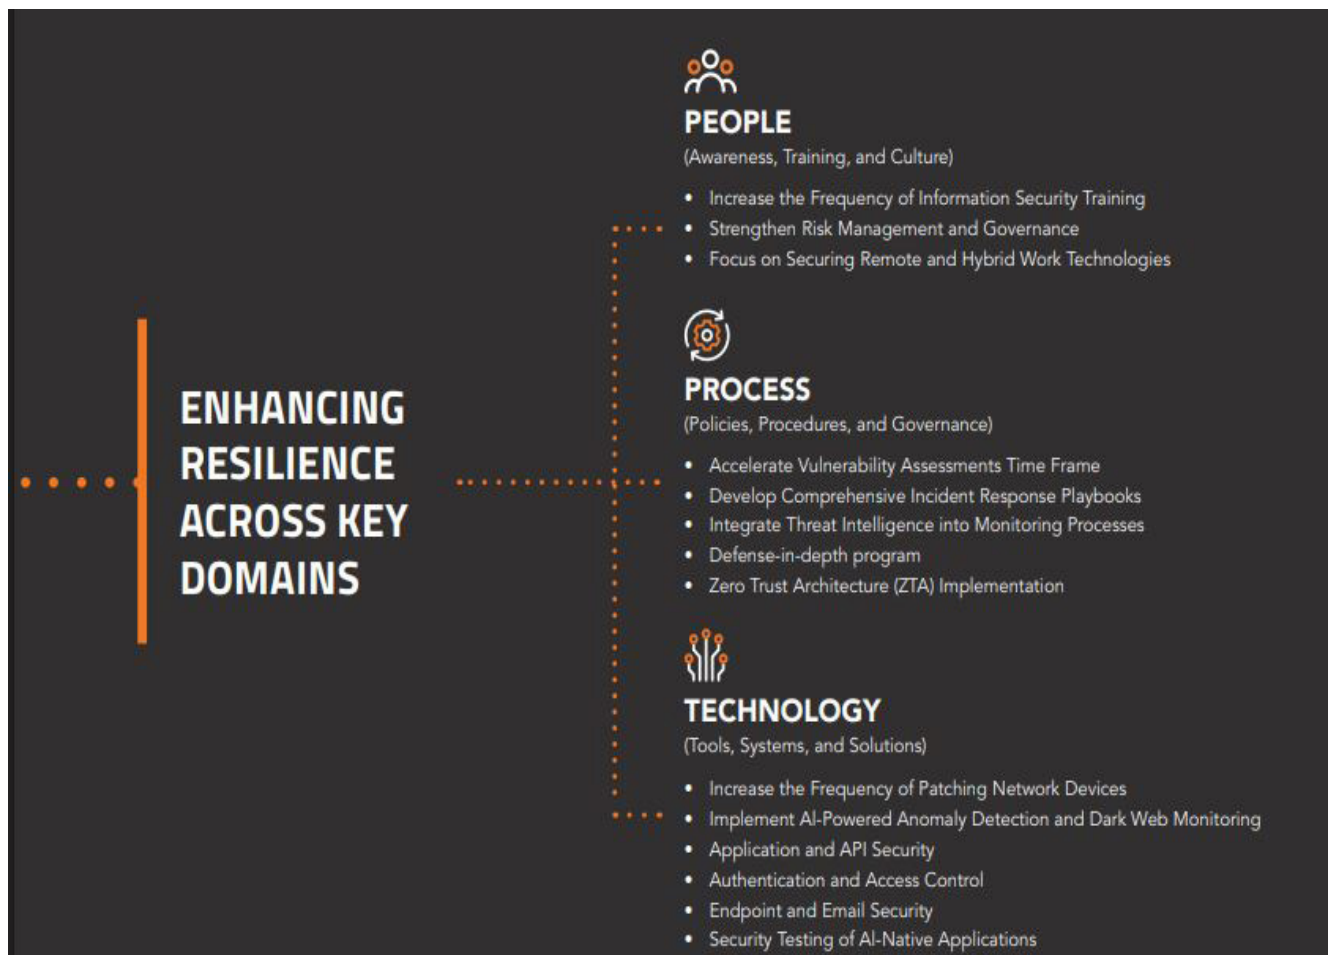 ENHANCING
RESILIENCE
ACROSS KEY
DOMAINS
PEOPLE
(Awareness, Training, and Culture)
• Increase the Frequency of Information Security Training
• Strengthen Risk Management and Governance
• Focus on Securing Remote and Hybrid Work Technologies
PROCESS
(Policies, Procedures, and Governance)
• Accelerate Vulnerability Assessments Time Frame
• Develop Comprehensive Incident Response Playbooks
• Integrate Threat Intelligence into Monitoring Processes
• Defense-in-depth program
• Zero Trust Architecture (ZTA) Implementation
TECHNOLOGY
(Tools, Systems, and Solutions)
• Increase the Frequency of Patching Network Devices
• Implement AI-Powered Anomaly Detection and Dark Web Monitoring
• Application and API Security
• Authentication and Access Control
• Endpoint and Email Security
• Security Testing of AI-Native Applications